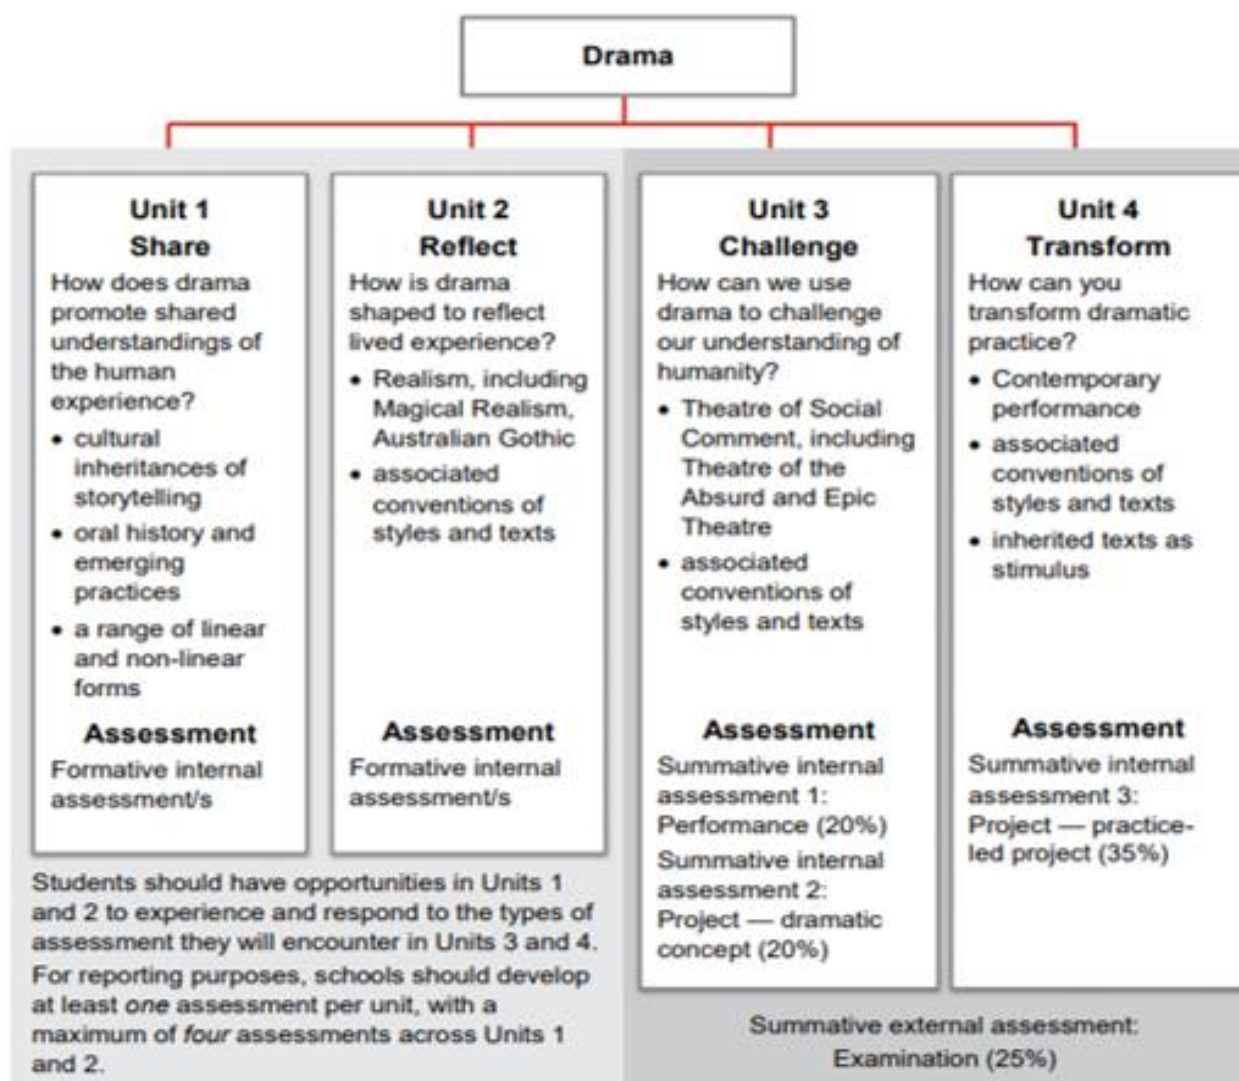 Drama
Unit 1
Share
How does drama
promote shared
understandings of
the human
experience?
• cultural
inheritances of
storytelling
• oral history and
emerging
practices
• a range of linear
and non-linear
forms
Assessment
Formative internal
assessment/s
Unit 2
Reflect
How is drama
shaped to reflect
lived experience?
• Realism, including
Magical Realism,
Australian Gothic
• associated
conventions of
styles and texts
Assessment
Formative internal
assessment/s
Students should have opportunities in Units 1
and 2 to experience and respond to the types of
assessment they will encounter in Units 3 and 4.
For reporting purposes, schools should develop
at least one assessment per unit, with a
maximum of four assessments across Units 1
and 2.
Unit 3
Challenge
How can we use
drama to challenge
our understanding of
humanity?
• Theatre of Social
Comment, including
Theatre of the
Absurd and Epic
Theatre
• associated
conventions of
styles and texts
Assessment
Summative internal
assessment 1:
Performance (20%)
Summative internal
assessment 2:
Project — dramatic
concept (20%)
Unit 4
Transform
How can you
transform dramatic
practice?
• Contemporary
performance
• associated
conventions of
styles and texts
• inherited texts as
stimulus
Assessment
Summative internal
assessment 3:
Project — practice-
led project (35%)
Summative external assessment:
Examination (25%)